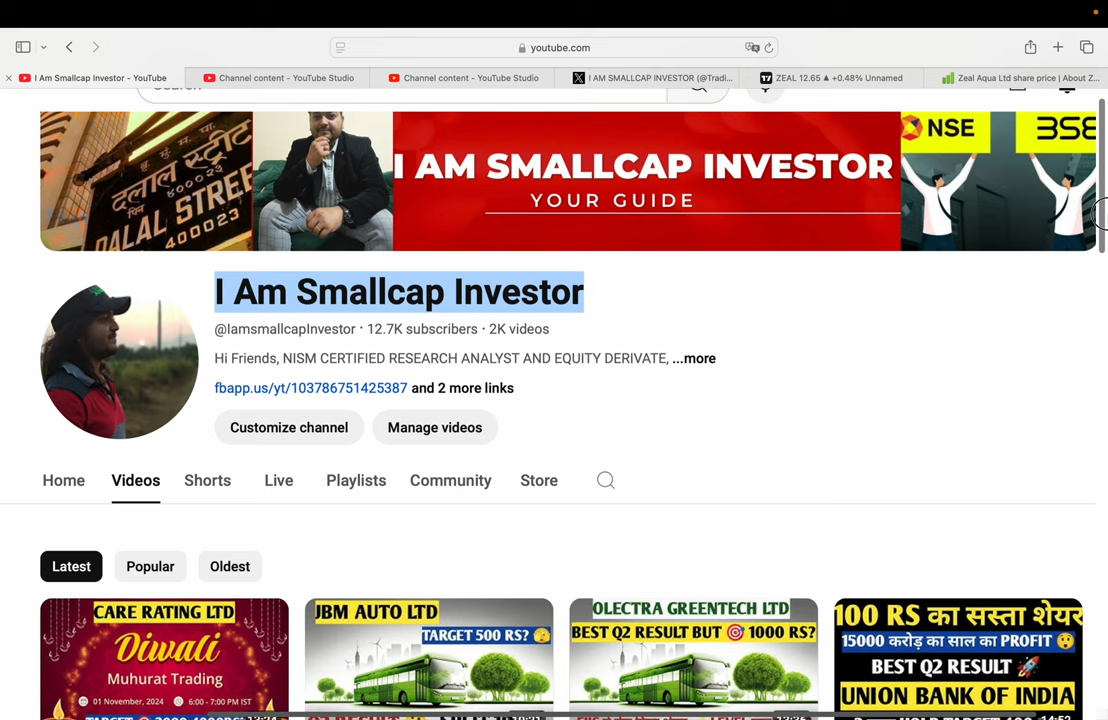 youtube.com
I Am Smallcap Investor - YouTube
Channel content - YouTube Studio
Channel content - YouTube Studio
I AM SMALLCAP INVESTOR (@Tradi...
ZEAL 12.65 ▲ +0.48% Unnamed
Zeal Aqua Ltd share price | About Z...
दलाल स्ट्रीट
४०० ०२३
DALAL STREE
400023
I AM SMALLCAP INVESTOR
YOUR GUIDE
NSE
BSE
I Am Smallcap Investor
@IamsmallcapInvestor · 12.7K subscribers · 2K videos
Hi Friends, NISM CERTIFIED RESEARCH ANALYST AND EQUITY DERIVATE, ...more
fbapp.us/yt/103786751425387 and 2 more links
Customize channel
Manage videos
Home
Videos
Shorts
Live
Playlists
Community
Store
Latest
Popular
Oldest
CARE RATING LTD
Diwali
Muhurat Trading
01 November, 2024
6:00 - 7:00 PM IST
JBM AUTO LTD
TARGET 500 RS?
OLECTRA GREENTECH LTD
BEST Q2 RESULT BUT 🎯 1000 RS?
100 RS का सस्ता शेयर
15000 करोड़ का साल का PROFIT
BEST Q2 RESULT 🚀
UNION BANK OF INDIA